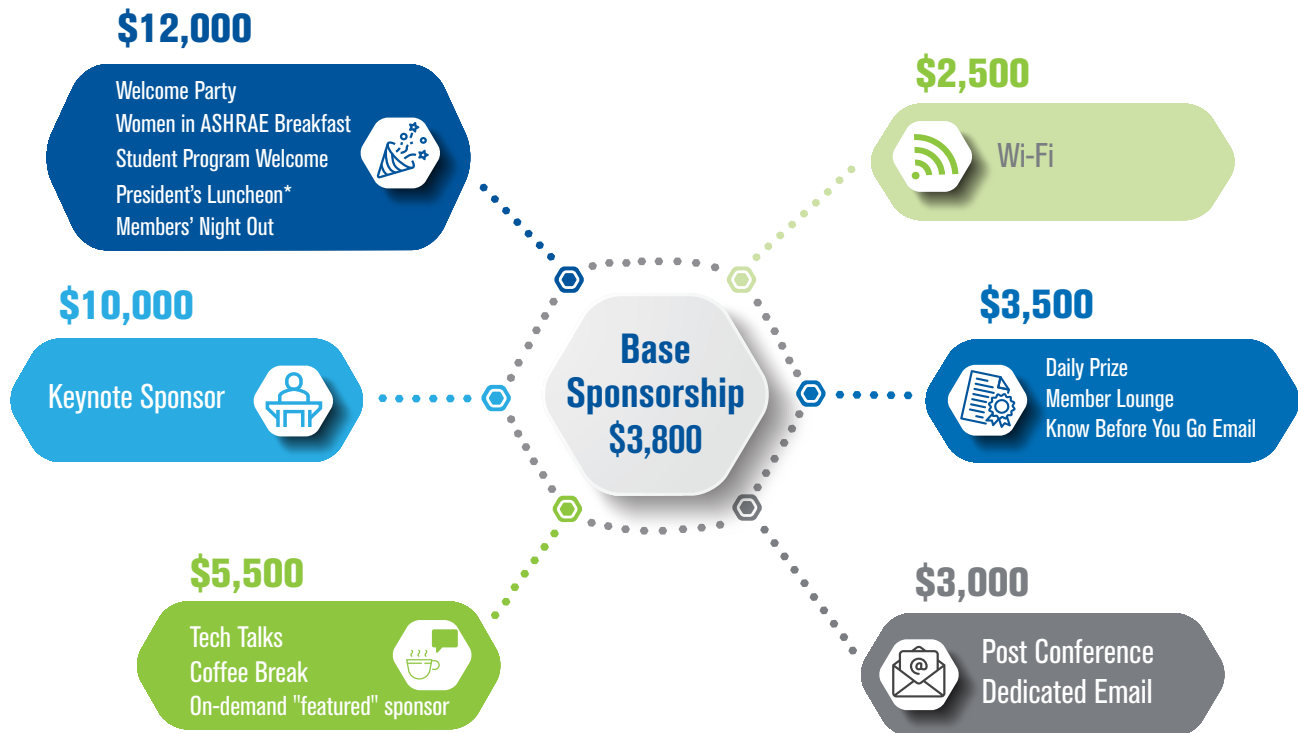 $12,000
Welcome Party
Women in ASHRAE Breakfast
Student Program Welcome
President's Luncheon*
Members' Night Out
$2,500
Wi-Fi
$10,000
Keynote Sponsor
Base
Sponsorship
$3,800
$3,500
Daily Prize
Member Lounge
Know Before You Go Email
$5,500
Tech Talks
Coffee Break
On-demand "featured" sponsor
$3,000
@
Post Conference
Dedicated Email